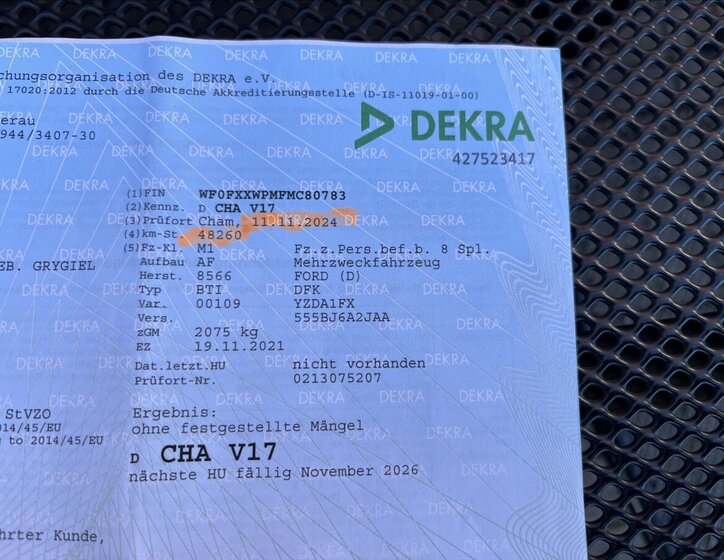 chungsorganisation des DEKRA e.V.
17020:2012 durch die Deutsche Akkreditierungsstelle (D-IS-11019-01-00)
erau
944/3407-30
DEKRA
427523417
(1) FIN WF0FXXWPMFMC80783
(2) Kennz. D CHA V17
(3) Prüfort Cham, 11.11.2024
(4) km-St. 48260
(5) Fz-Kl. M1 Fz.z.Pers.bef.b. 8 Spl.
EB. GRYGIEL Aufbau AF Mehrzweckfahrzeug
Herst. 8566 FORD (D)
Typ BTI DFK
Var. 00109 YZDA1FX
Vers. 555BJ6A2JAA
zGM 2075 kg
EZ 19.11.2021
Dat.letzt.HU nicht vorhanden
Prüfort-Nr. 0213075207
StVZO
014/45/EU
g to 2014/45/EU
Ergebnis:
ohne festgestellte Mängel
D CHA V17
nächste HU fällig November 2026
hrter Kunde,